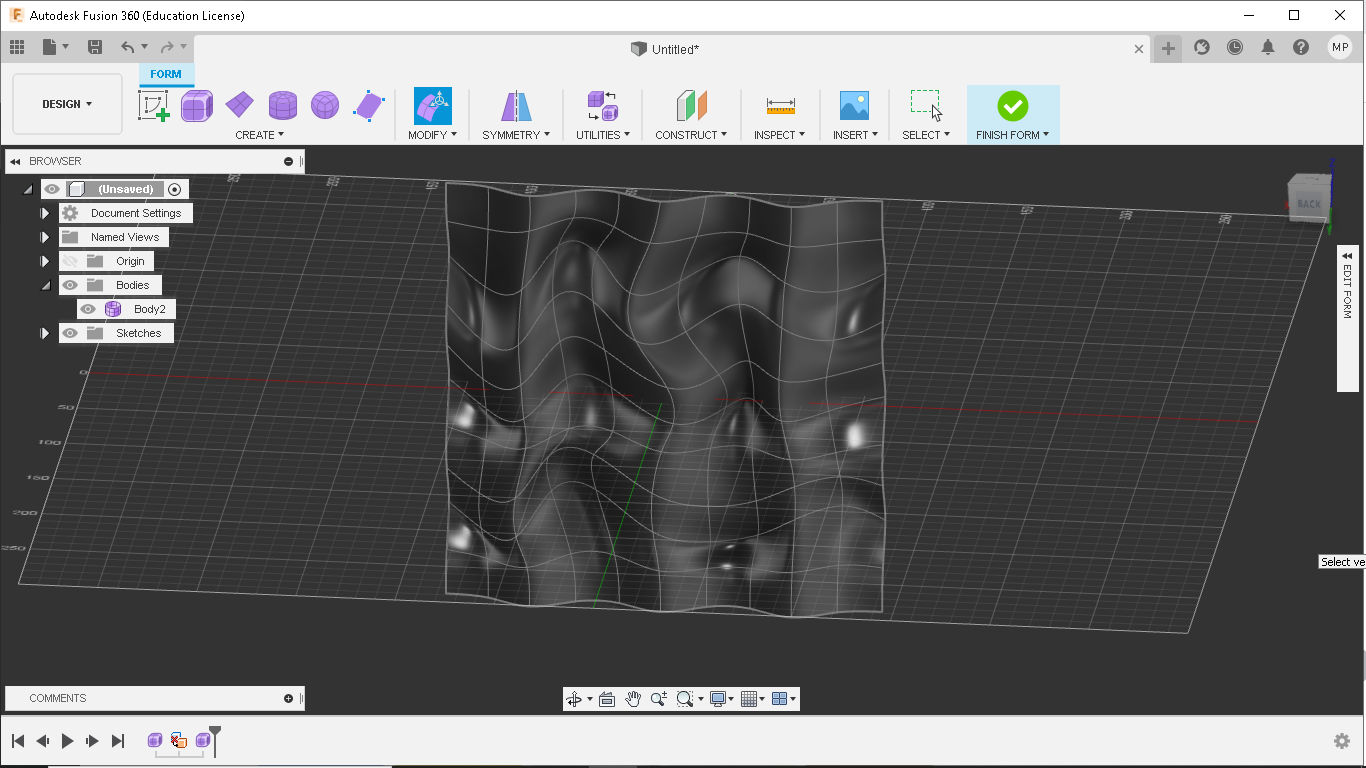 Autodesk Fusion 360 (Education License)
Untitled*
MP
FORM
DESIGN
CREATE
MODIFY
SYMMETRY
UTILITIES
CONSTRUCT
INSPECT
INSERT
SELECT
FINISH FORM
BROWSER
(Unsaved)
Document Settings
Named Views
Origin
Bodies
Body2
Sketches
BACK
EDIT FORM
0
50
100
150
200
250
Select ve
COMMENTS